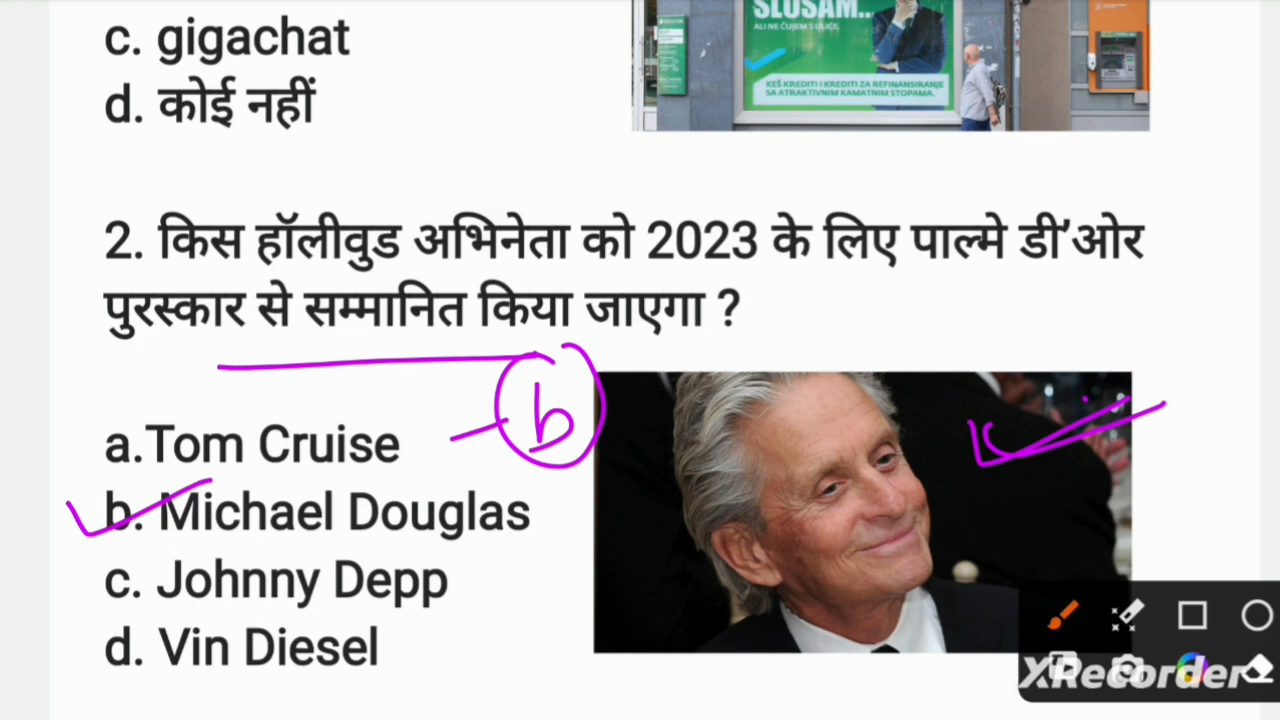 c. gigachat
d. कोई नहीं
SLUŠAM...
ALI NE ČUJEM S ULICE.
KEŠ KREDITI I KREDITI ZA REFINANSIRANJE
SA ATRAKTIVNIM KAMATNIM STOPAMA.
2. किस हॉलीवुड अभिनेता को 2023 के लिए पाल्मे डी’ओर
पुरस्कार से सम्मानित किया जाएगा ?
b
a.Tom Cruise
b. Michael Douglas
c. Johnny Depp
d. Vin Diesel
XRecorder